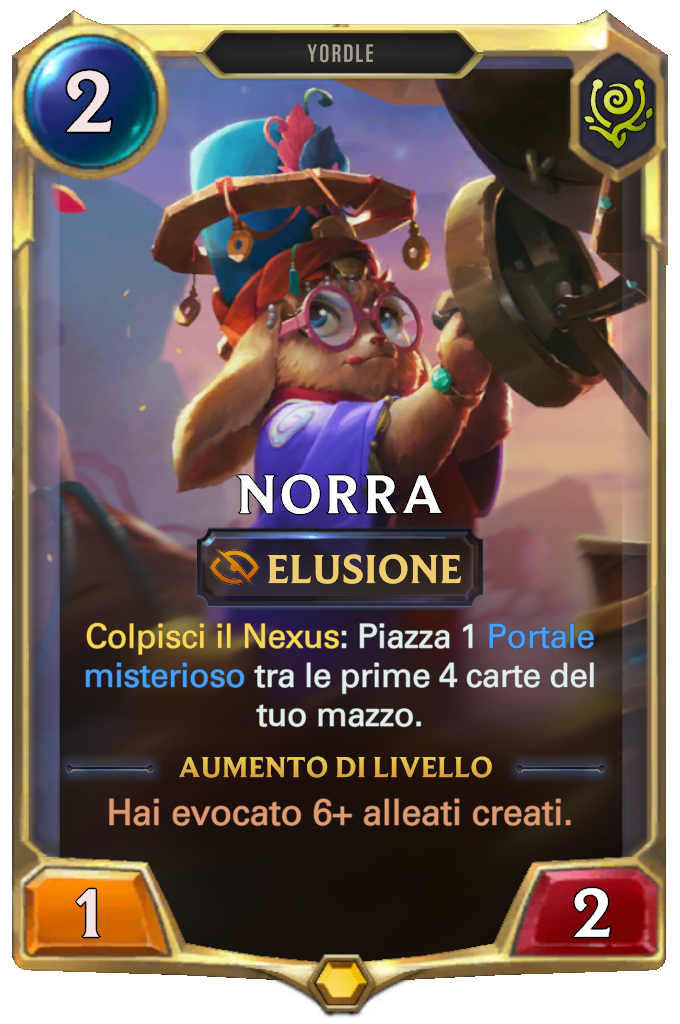 YORDLE
2
NORRA
ELUSIONE
Colpisci il Nexus: Piazza 1 Portale
misterioso tra le prime 4 carte del
tuo mazzo.
AUMENTO DI LIVELLO
Hai evocato 6+ alleati creati.
1
2